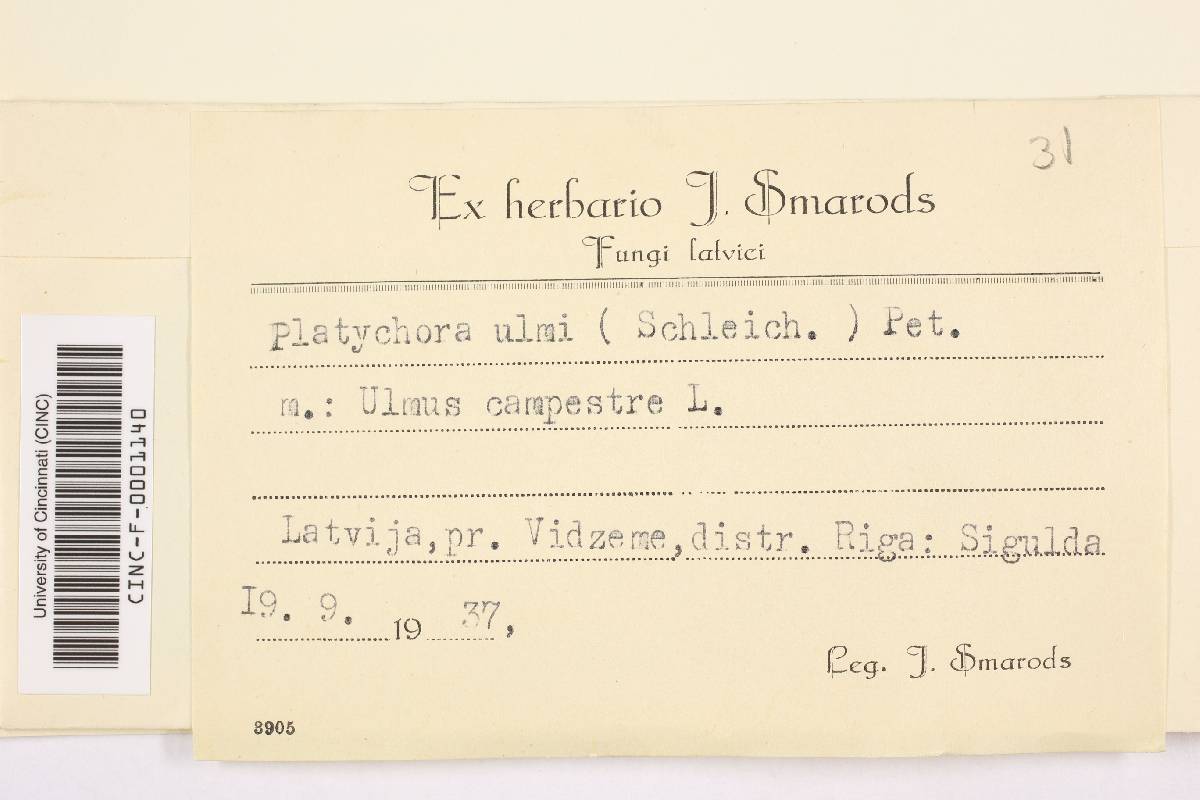 31
Ex herbario J. Smarods
Fungi latvici
Platychora ulmi ( Schleich. ) Pet.
m.: Ulmus campestre L.
Latvija,pr. Vidzeme,distr. Riga: Sigulda
I9. 9. 19 37,
Leg. J. Smarods
3905
University of Cincinnati (CINC)
CINC-F-0001140